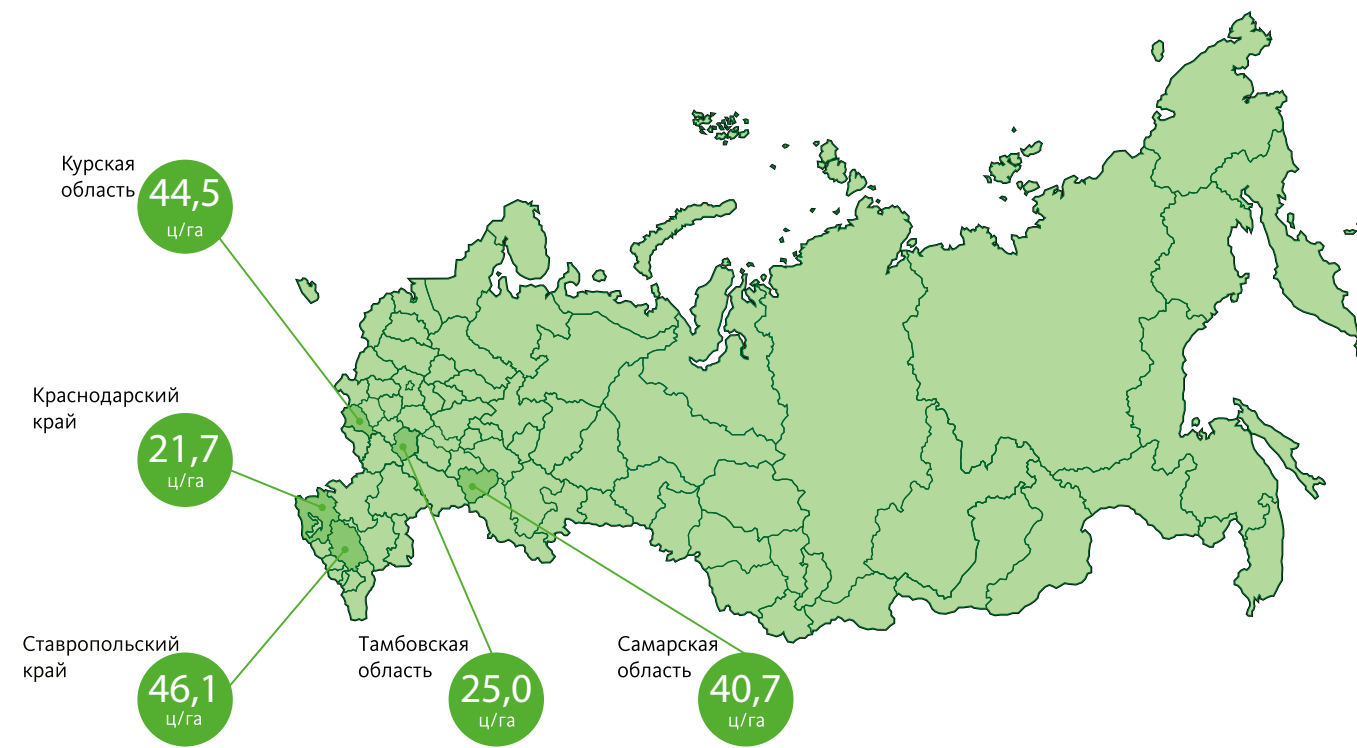 Курская
область
44,5
ц/га
Краснодарский
край
21,7
ц/га
Ставропольский
край
46,1
ц/га
Тамбовская
область
25,0
ц/га
Самарская
область
40,7
ц/га